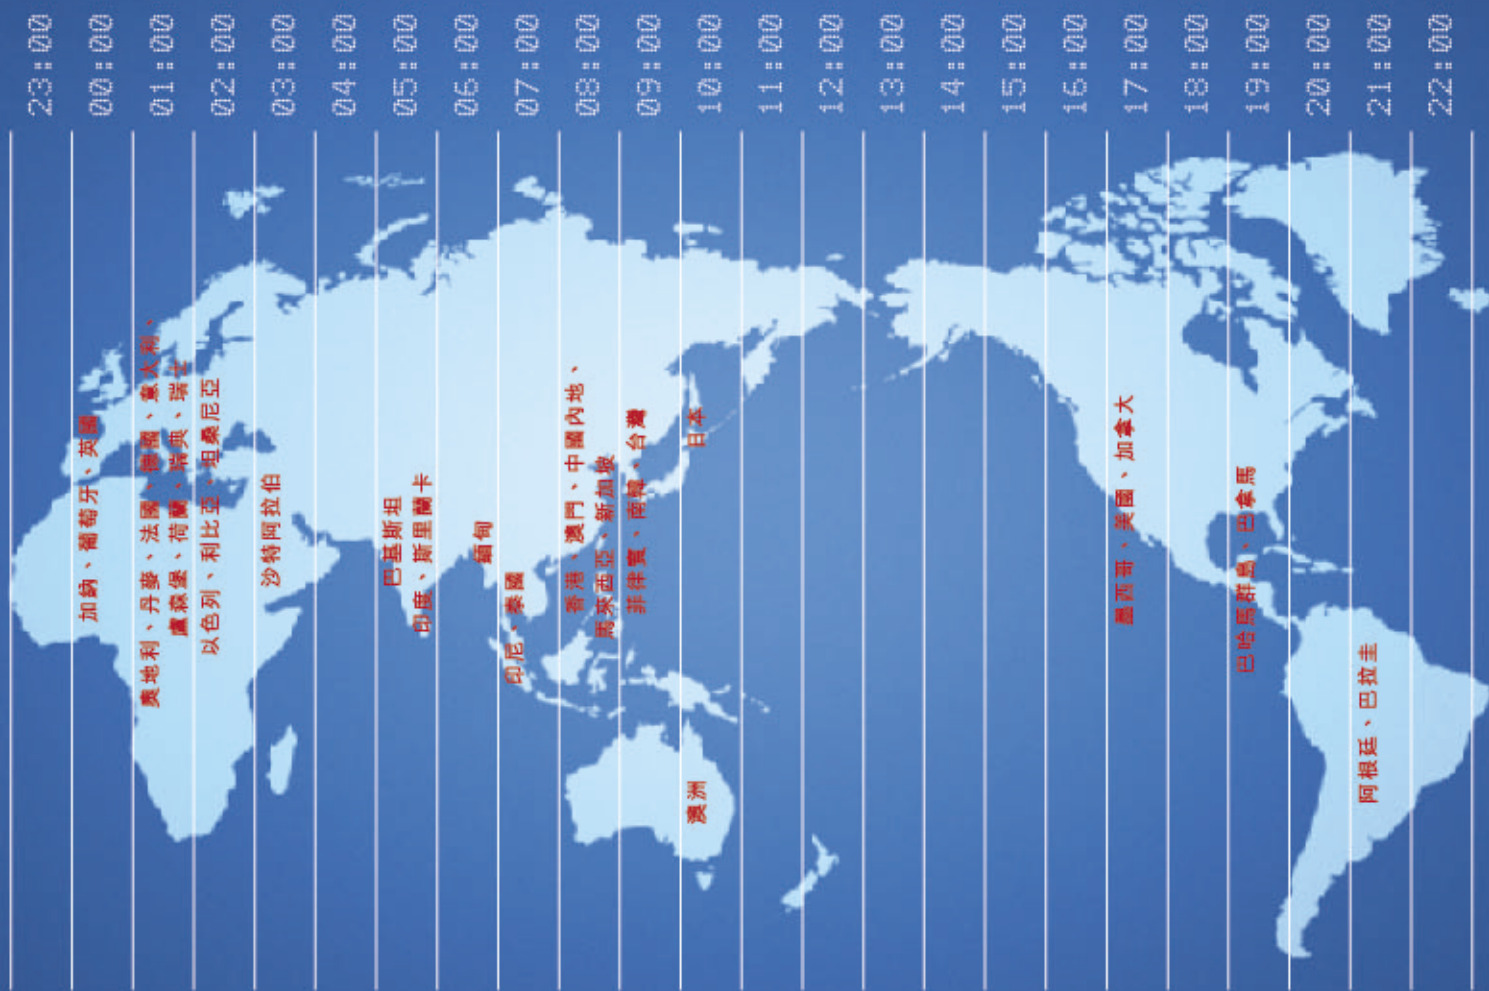 23:00
00:00
01:00
02:00
03:00
04:00
05:00
06:00
07:00
08:00
09:00
10:00
11:00
12:00
13:00
14:00
15:00
16:00
17:00
18:00
19:00
20:00
21:00
22:00
加納、葡萄牙、英國
奧地利、丹麥、法國、德國、意大利、
盧森堡、荷蘭、瑞典、瑞士
以色列、利比亞、坦桑尼亞
沙特阿拉伯
巴基斯坦
印度、斯里蘭卡
緬甸
印尼、泰國
香港、澳門、中國內地、
馬來西亞、新加坡
菲律賓、南韓、台灣
日本
澳洲
墨西哥、美國、加拿大
巴哈馬群島、巴拿馬
阿根廷、巴拉圭